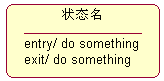 状态名
entry/ do something
exit/ do something